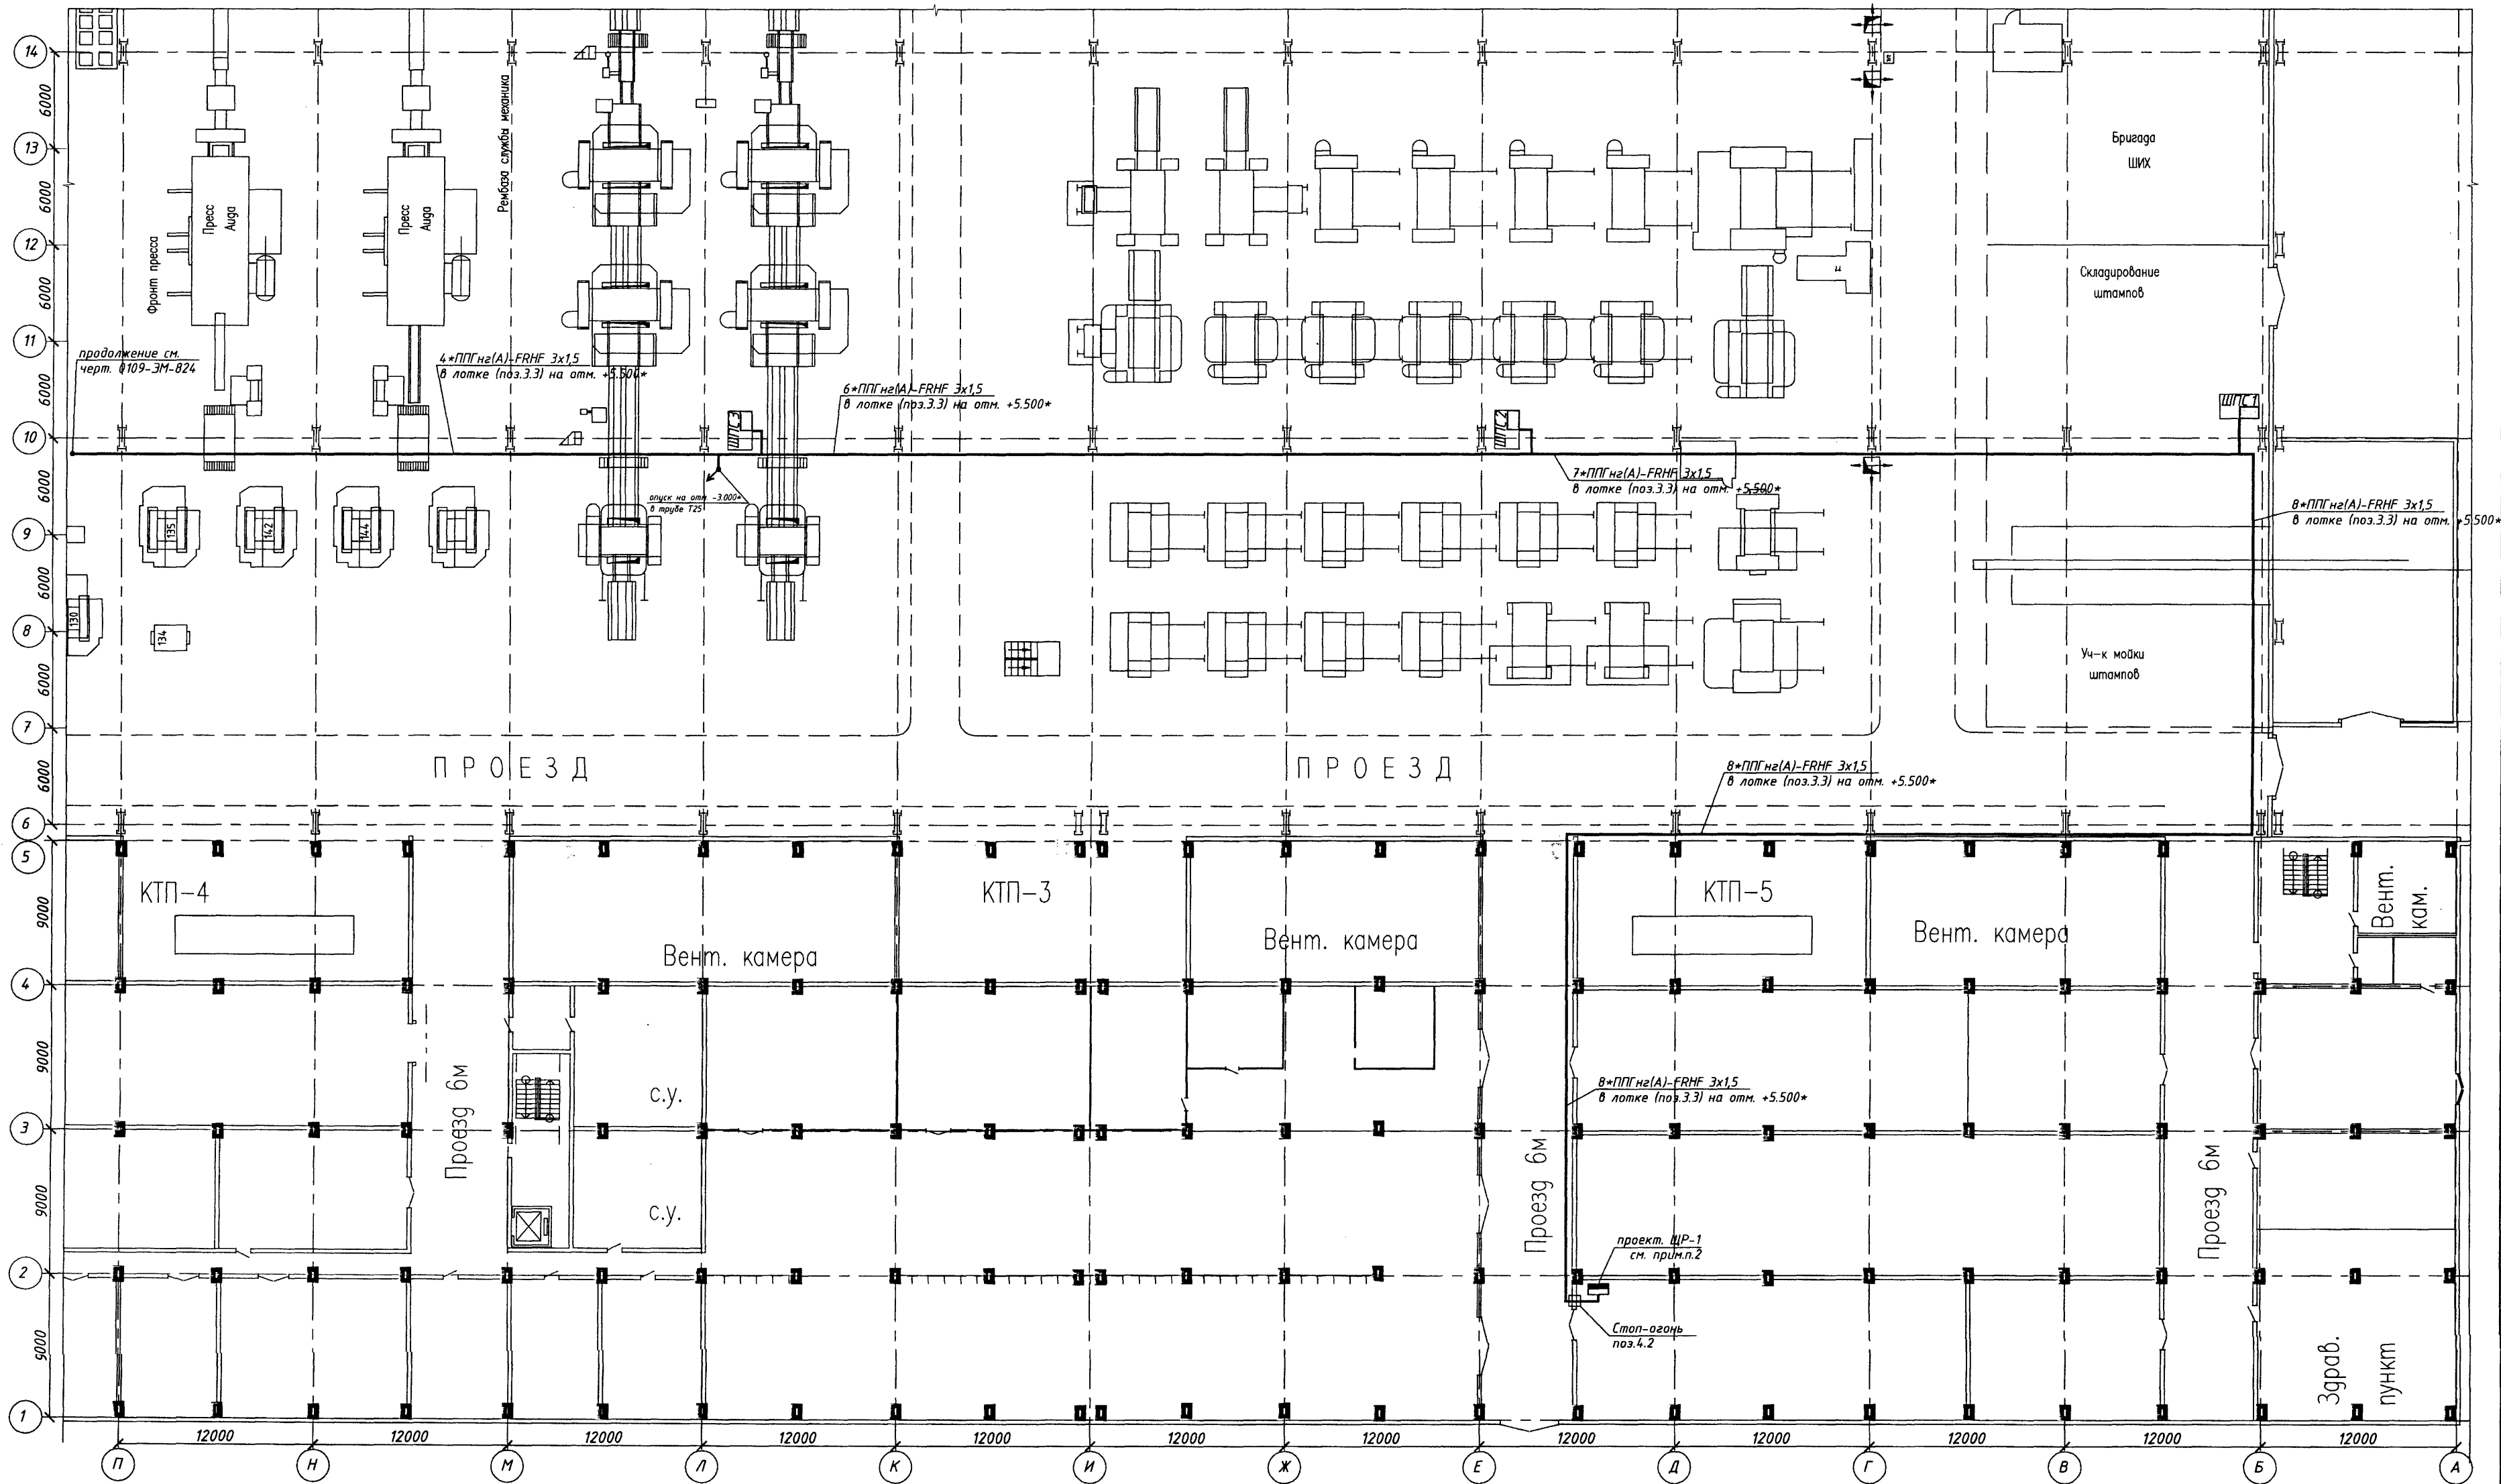 14
13
12
11
10
9
8
7
6
5
4
3
2
1
6000
6000
6000
6000
6000
6000
6000
6000
9000
9000
9000
9000
Фронт пресса
Пресс
Аида
Пресс
Аида
Рембаза службы механика
Бригада
ШИХ
Складирование
штампов
продолжение см.
черт. 0109-ЭМ-824
4*ППГнг(А)-FRHF 3х1,5
в лотке (поз.3.3) на отм. +5.500*
6*ППГнг(А)-FRHF 3х1,5
в лотке (поз.3.3) на отм. +5.500*
ШПС3
ШПС2
ШПС1
7*ППГнг(А)-FRHF 3х1,5
в лотке (поз.3.3) на отм. +5.500*
8*ППГнг(А)-FRHF 3х1,5
в лотке (поз.3.3) на отм. +5.500*
опуск на отм. -3.000*
в трубе Т25
135
142
144
130
134
Уч-к мойки
штампов
ПРОЕЗД
ПРОЕЗД
8*ППГнг(А)-FRHF 3х1,5
в лотке (поз.3.3) на отм. +5.500*
КТП-4
Вент. камера
КТП-3
Вент. камера
КТП-5
Вент. камера
Вент.
кам.
Проезд 6м
с.у.
с.у.
8*ППГнг(А)-FRHF 3х1,5
в лотке (поз.3.3) на отм. +5.500*
Проезд 6м
Проезд 6м
проект. ЩР-1
см. прим.п.2
Стоп-огонь
поз.4.2
Здрав.
пункт
12000
12000
12000
12000
12000
12000
12000
12000
12000
12000
12000
12000
П
Н
М
Л
К
И
Ж
Е
Д
Г
В
Б
А